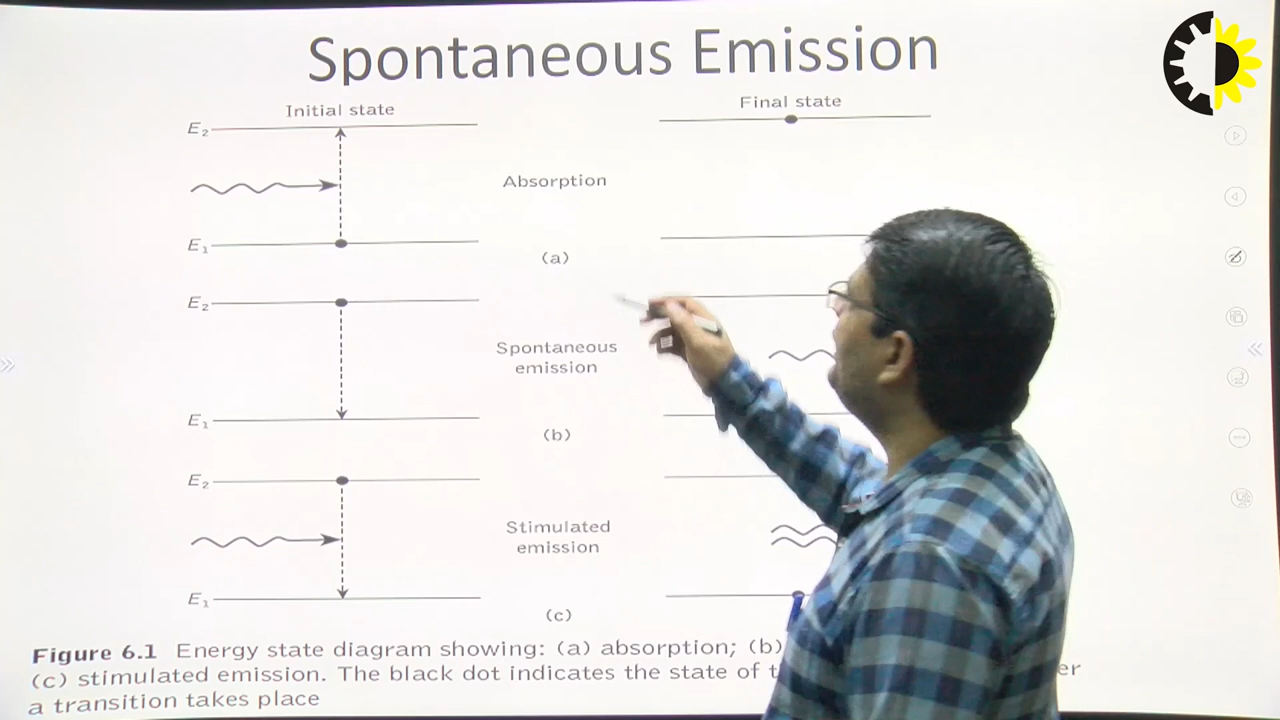 Spontaneous Emission
Initial state
Final state
E₂
Absorption
E₁
(a)
E₂
Spontaneous
emission
E₁
(b)
E₂
Stimulated
emission
E₁
(c)
Figure 6.1 Energy state diagram showing: (a) absorption; (b)
(c) stimulated emission. The black dot indicates the state of
a transition takes place